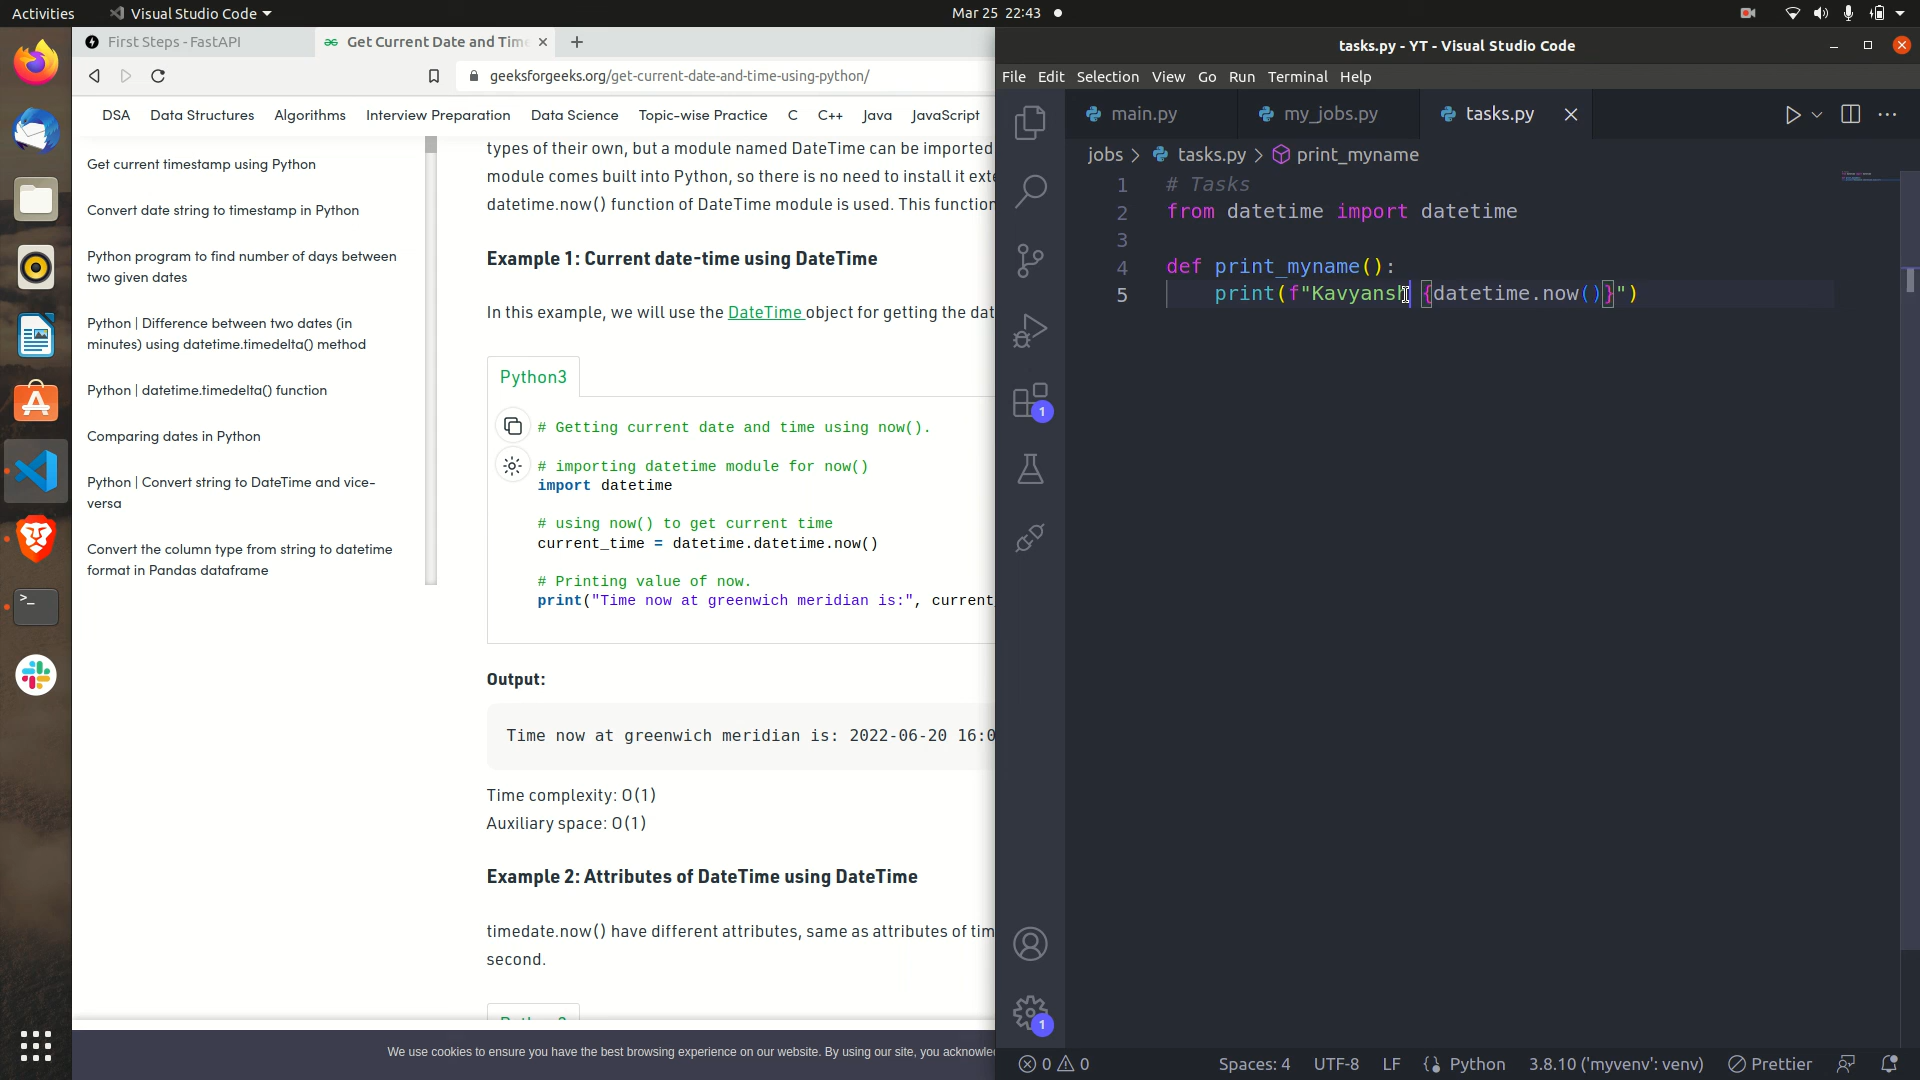 Activities
Visual Studio Code
Mar 25 22:43
First Steps - FastAPI
Get Current Date and Tim
geeksforgeeks.org/get-current-date-and-time-using-python/
DSA Data Structures Algorithms Interview Preparation Data Science Topic-wise Practice C C++ Java JavaScript
Get current timestamp using Python
Convert date string to timestamp in Python
Python program to find number of days between
two given dates
Python | Difference between two dates (in
minutes) using datetime.timedelta() method
Python | datetime.timedelta() function
Comparing dates in Python
Python | Convert string to DateTime and vice-
versa
Convert the column type from string to datetime
format in Pandas dataframe
types of their own, but a module named DateTime can be imported
module comes built into Python, so there is no need to install it exte
datetime.now() function of DateTime module is used. This function
Example 1: Current date-time using DateTime
In this example, we will use the DateTime object for getting the dat
Python3
# Getting current date and time using now().
# importing datetime module for now()
import datetime
# using now() to get current time
current_time = datetime.datetime.now()
# Printing value of now.
print("Time now at greenwich meridian is:", current_
Output:
Time now at greenwich meridian is: 2022-06-20 16:0
Time complexity: O(1)
Auxiliary space: O(1)
Example 2: Attributes of DateTime using DateTime
timedate.now() have different attributes, same as attributes of tim
second.
We use cookies to ensure you have the best browsing experience on our website. By using our site, you acknowle
tasks.py - YT - Visual Studio Code
File Edit Selection View Go Run Terminal Help
main.py
my_jobs.py
tasks.py
jobs > tasks.py > print_myname
1 # Tasks
2 from datetime import datetime
3
4 def print_myname():
5 print(f"Kavyansh {datetime.now()}")
1
1
0 0 Spaces: 4 UTF-8 LF Python 3.8.10 ('myvenv': venv) Prettier